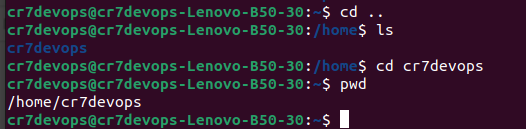 cr7devops@cr7devops-Lenovo-B50-30:~$ cd ..
cr7devops@cr7devops-Lenovo-B50-30:/home$ ls
cr7devops
cr7devops@cr7devops-Lenovo-B50-30:/home$ cd cr7devops
cr7devops@cr7devops-Lenovo-B50-30:~$ pwd
/home/cr7devops
cr7devops@cr7devops-Lenovo-B50-30:~$